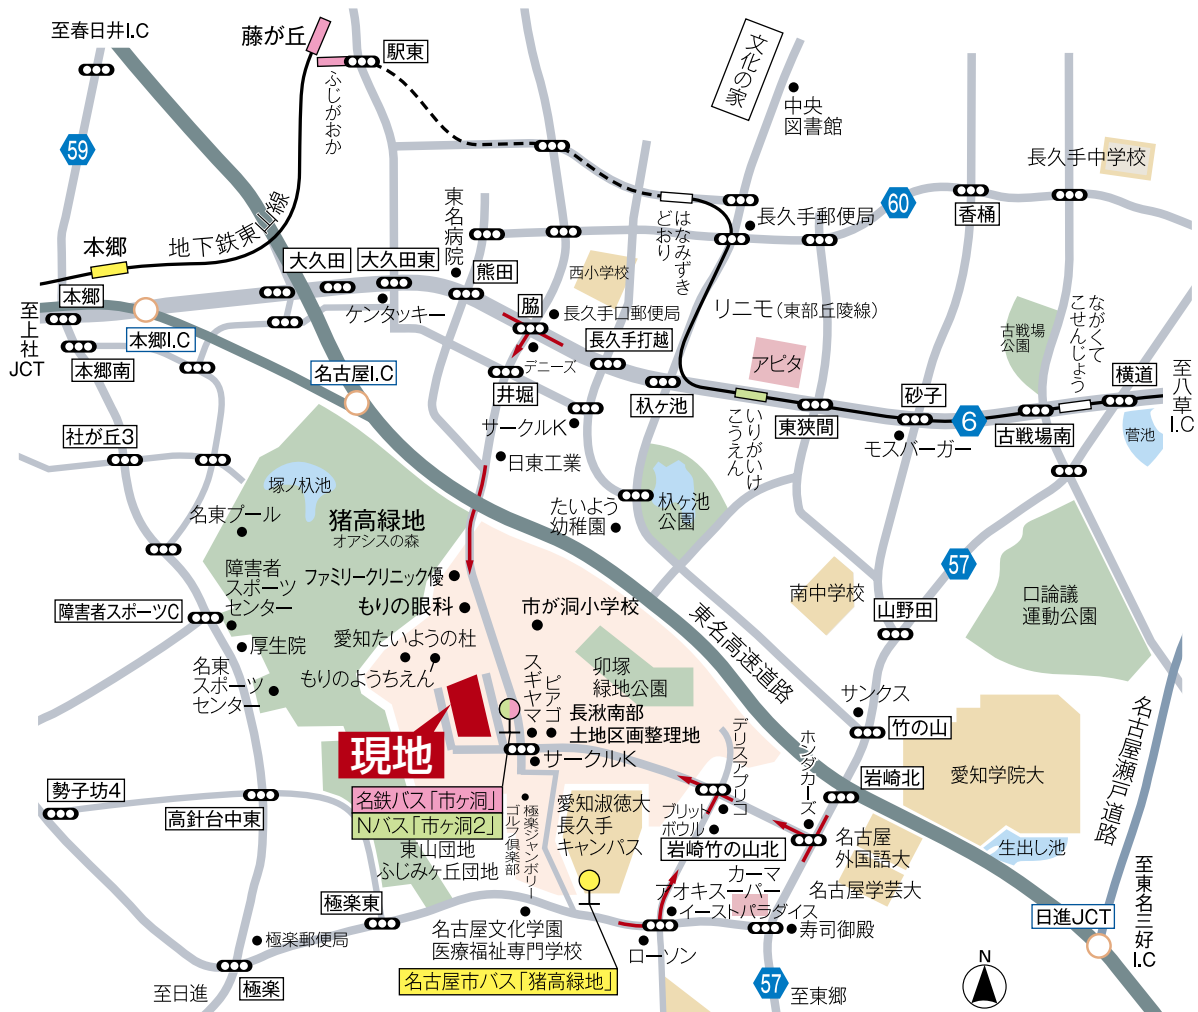 至春日井I.C
藤が丘
駅東
ふじがおか
文化の家
中央
図書館
長久手中学校
59
60
香桶
地下鉄東山線
本郷
大久田
大久田東
東名病院
熊田
西小学校
はなみずき
どおり
長久手郵便局
リニモ(東部丘陵線)
古戦場
公園
ながくて
こせんじょう
至上社
JCT
本郷
本郷I.C
本郷南
ケンタッキー
脇
長久手口郵便局
長久手打越
デニーズ
井堀
名古屋I.C
杁ヶ池
アピタ
いりがいけ
こうえん
東狭間
砂子
モスバーガー
6
古戦場南
横道
至八草
I.C
菅池
社が丘3
サークルK
日東工業
塚ノ杁池
名東プール
猪高緑地
オアシスの森
たいよう
幼稚園
杁ヶ池
公園
57
南中学校
山野田
口論議
運動公園
障害者
スポーツ
センター
障害者スポーツC
厚生院
名東
スポーツ
センター
ファミリークリニック優
もりの眼科
愛知たいようの杜
もりのようちえん
市が洞小学校
卯塚
緑地公園
東名高速道路
スギヤマ
ピアゴ
長湫南部
土地区画整理地
サークルK
現地
名鉄バス「市ヶ洞」
Nバス「市ヶ洞2」
サンクス
竹の山
デリスアプリコ
ホンダカーズ
岩崎北
愛知学院大
名古屋瀬戸道路
勢子坊4
高針台中東
東山団地
ふじみヶ丘団地
極楽ジャンボリー
ゴルフ倶楽部
愛知淑徳大
長久手
キャンパス
ブリット
ボウル
岩崎竹の山北
名古屋
外国語大
名古屋学芸大
生出し池
カーマ
アオキスーパー
イーストパラダイス
寿司御殿
日進JCT
至東名三好
I.C
極楽東
極楽郵便局
極楽
至日進
名古屋文化学園
医療福祉専門学校
名古屋市バス「猪高緑地」
ローソン
57
至東郷
N